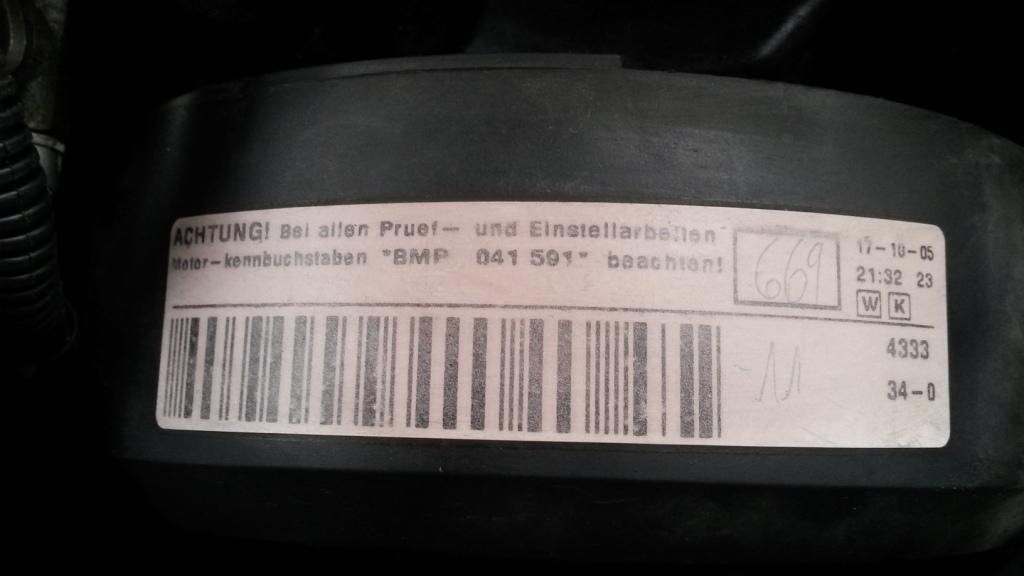 ACHTUNG! Bei allen Pruef- und Einstellarbeiten
Motor-kennbuchstaben "BMP 041 591" beachten!
669
17-10-05
21:32 23
W K
4333
34-0